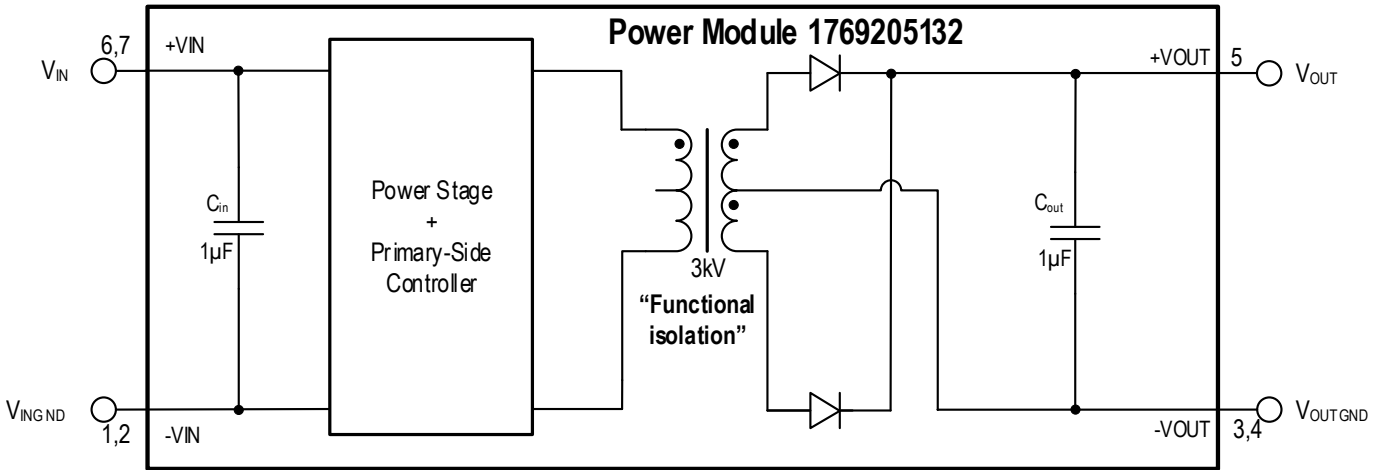 Power Module 1769205132
6,7
+VIN
VIN
+VOUT
5
VOUT
Power Stage
+
Primary-Side
Controller
Cin
1µF
Cout
1µF
3kV
“Functional
isolation”
VINGND
1,2
-VIN
-VOUT
3,4
VOUTGND